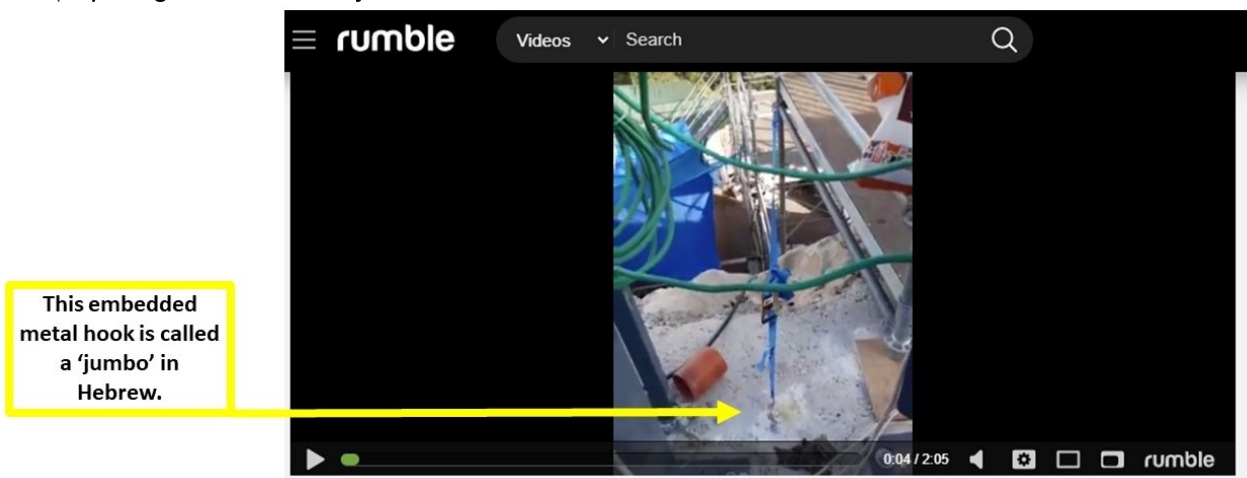 rumble
Videos
Search
This embedded
metal hook is called
a ‘jumbo’ in
Hebrew.
0:04 / 2:05
rumble